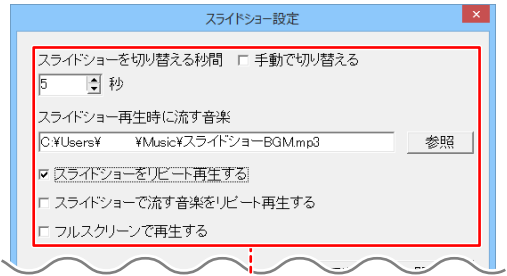 スライドショー設定
スライドショーを切り替える秒間 手動で切り替える
5 秒
スライドショー再生時に流す音楽
C:¥Users¥ ¥Music¥スライドショーBGM.mp3 参照
スライドショーをリピート再生する
スライドショーで流す音楽をリピート再生する
フルスクリーンで再生する